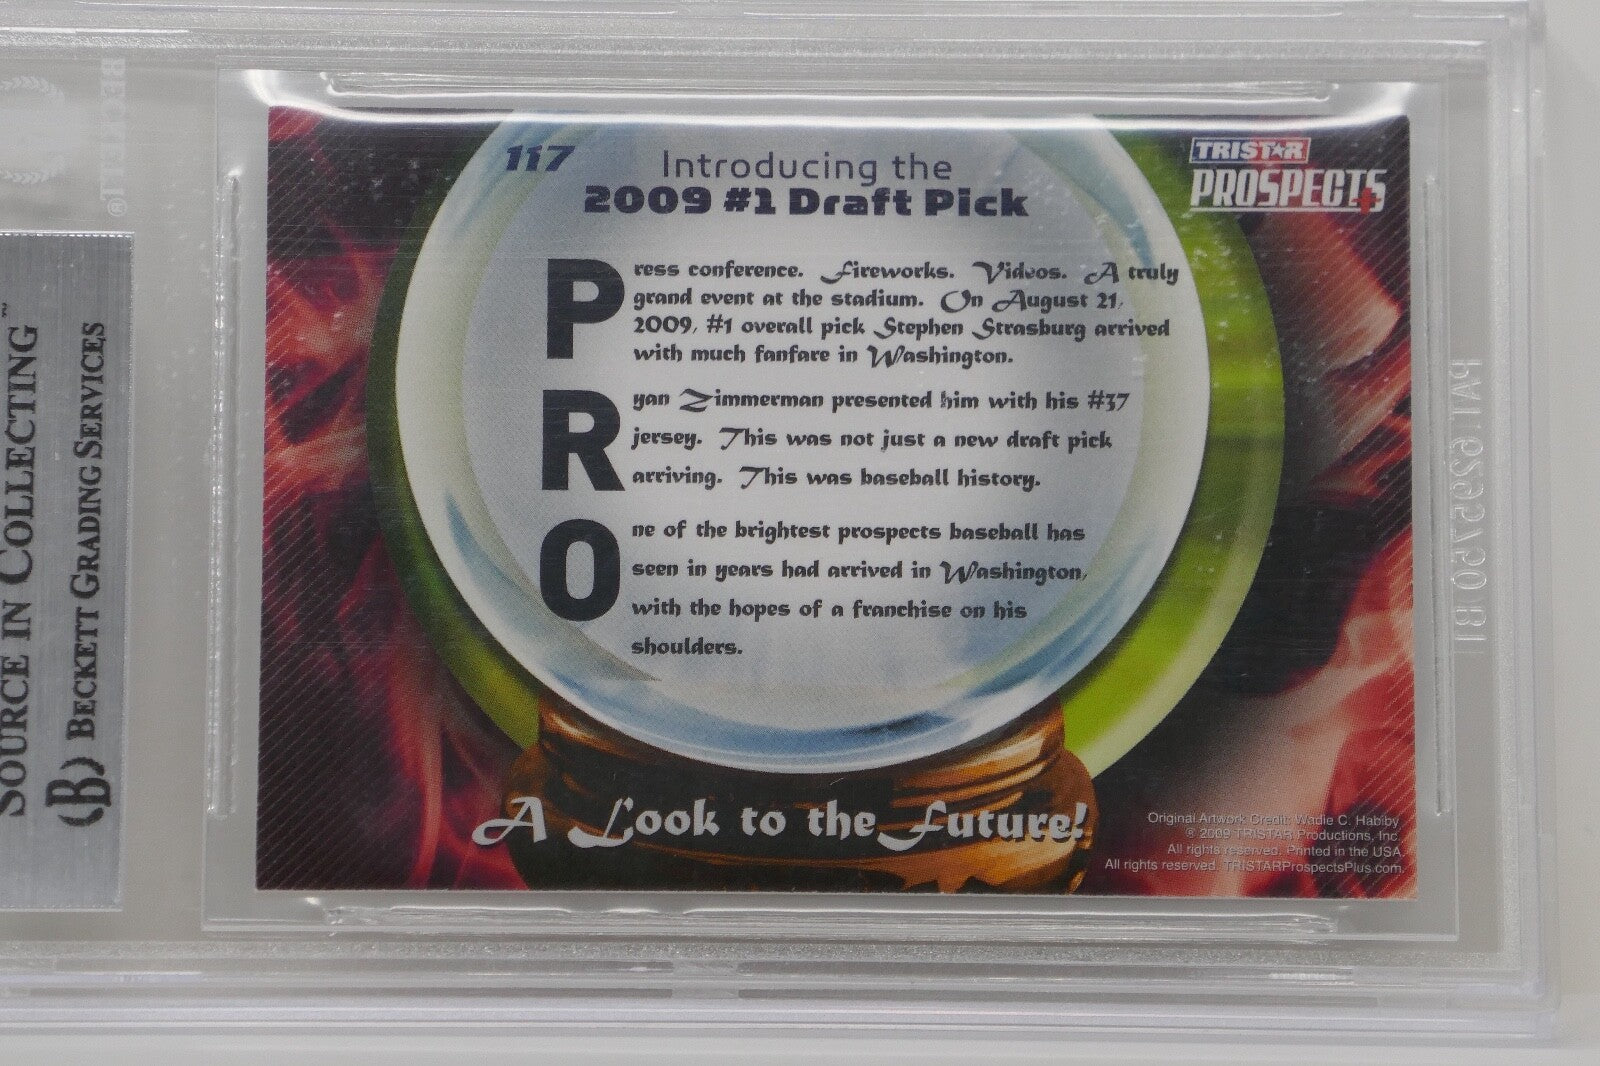 SOURCE IN COLLECTING™
BECKETT GRADING SERVICES
117
Introducing the
2009 #1 Draft Pick
TRISTAR
PROSPECTS+
Press conference. Fireworks. Videos. A truly
grand event at the stadium. On August 21,
2009, #1 overall pick Stephen Strasburg arrived
with much fanfare in Washington.
Ryan Zimmerman presented him with his #37
jersey. This was not just a new draft pick
arriving. This was baseball history.
One of the brightest prospects baseball has
seen in years had arrived in Washington,
with the hopes of a franchise on his
shoulders.
A Look to the Future!
Original Artwork Credit: Wadie C. Habiby
© 2009 TRISTAR Productions, Inc.
All rights reserved. Printed in the USA.
All rights reserved. TRISTARProspectsPlus.com.